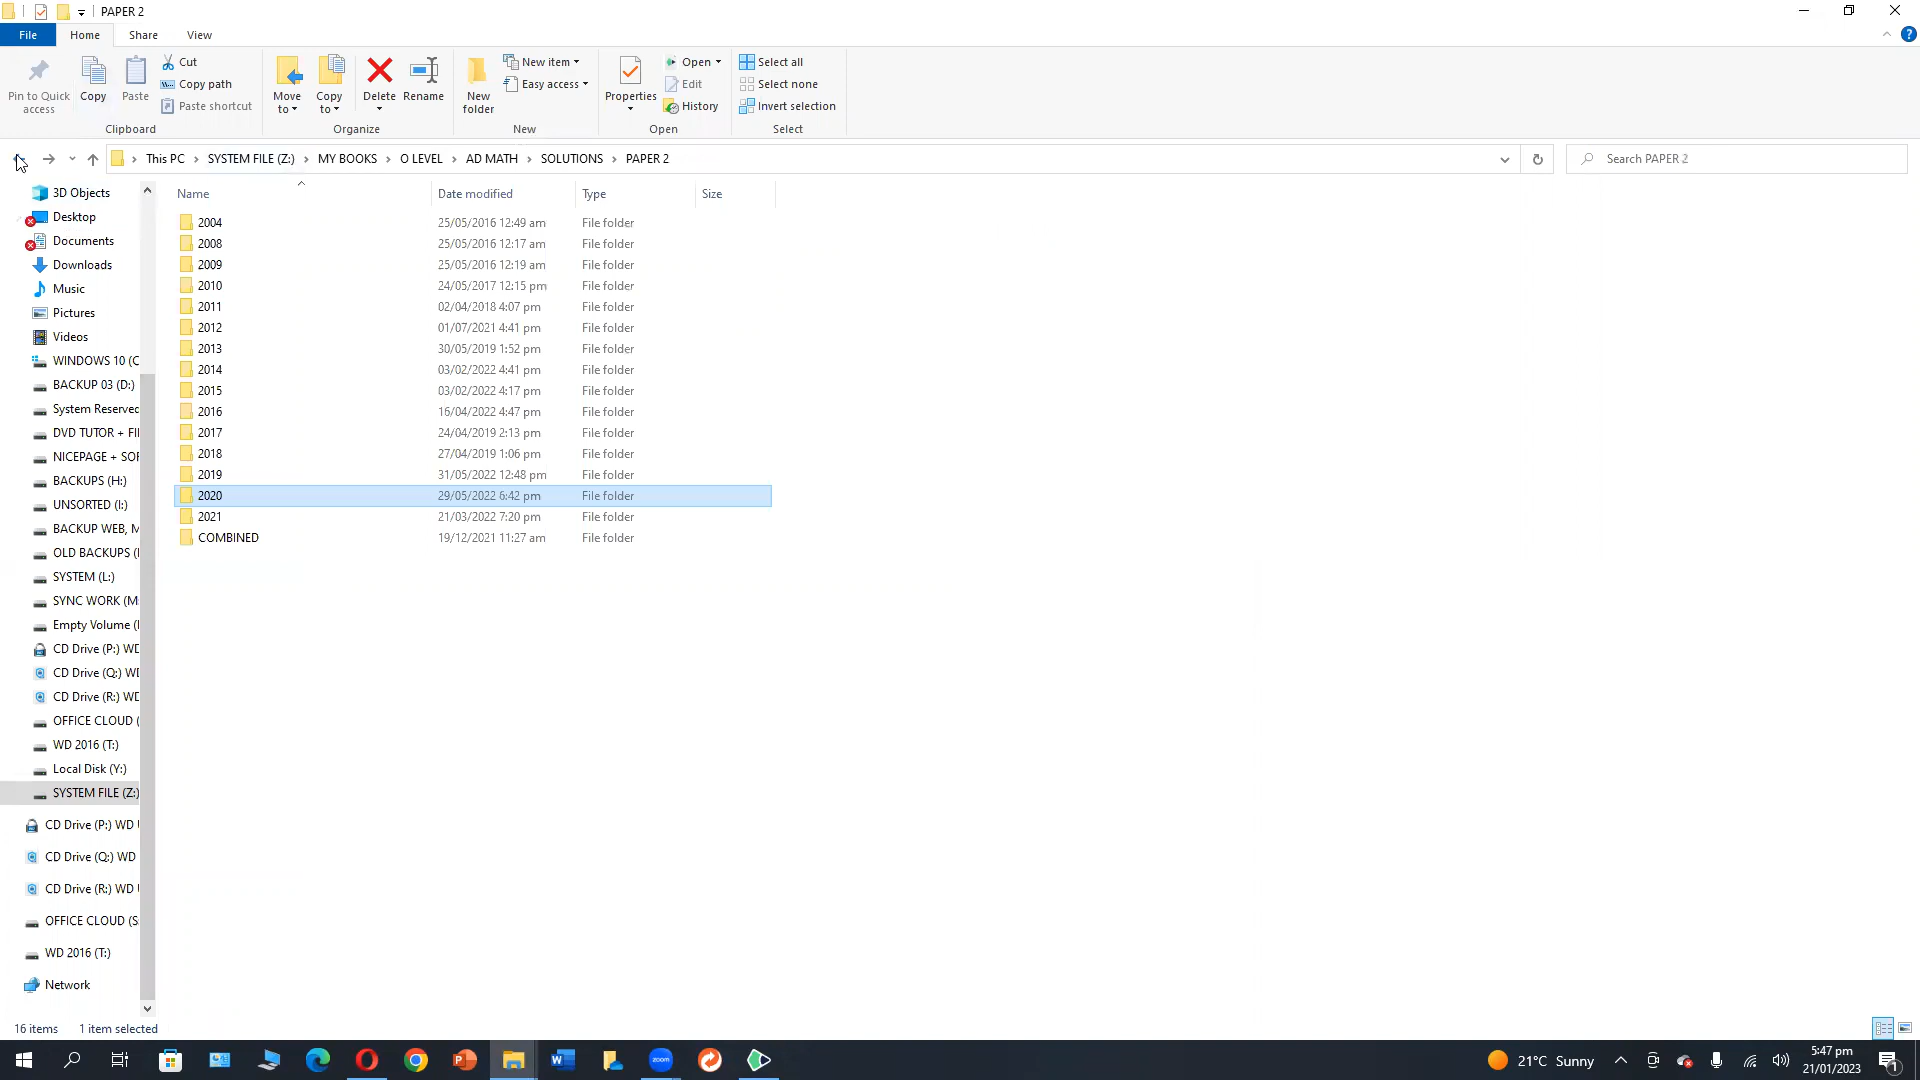 PAPER 2
File Home Share View
Pin to Quick access
Copy
Paste
Cut
Copy path
Paste shortcut
Clipboard
Move to
Copy to
Delete
Rename
Organize
New folder
New item
Easy access
New
Properties
Open
Edit
History
Open
Select all
Select none
Invert selection
Select
This PC SYSTEM FILE (Z:) MY BOOKS O LEVEL AD MATH SOLUTIONS PAPER 2
Search PAPER 2
3D Objects
Desktop
Documents
Downloads
Music
Pictures
Videos
WINDOWS 10 (C
BACKUP 03 (D:)
System Reserved
DVD TUTOR + FI
NICEPAGE + SOF
BACKUPS (H:)
UNSORTED (I:)
BACKUP WEB, M
OLD BACKUPS (
SYSTEM (L:)
SYNC WORK (M
Empty Volume (
CD Drive (P:) WD
CD Drive (Q:) WD
CD Drive (R:) WD
OFFICE CLOUD (
WD 2016 (T:)
Local Disk (Y:)
SYSTEM FILE (Z:)
CD Drive (P:) WD U
CD Drive (Q:) WD
CD Drive (R:) WD U
OFFICE CLOUD (S
WD 2016 (T:)
Network
Name Date modified Type Size
2004 25/05/2016 12:49 am File folder
2008 25/05/2016 12:17 am File folder
2009 25/05/2016 12:19 am File folder
2010 24/05/2017 12:15 pm File folder
2011 02/04/2018 4:07 pm File folder
2012 01/07/2021 4:41 pm File folder
2013 30/05/2019 1:52 pm File folder
2014 03/02/2022 4:41 pm File folder
2015 03/02/2022 4:17 pm File folder
2016 16/04/2022 4:47 pm File folder
2017 24/04/2019 2:13 pm File folder
2018 27/04/2019 1:06 pm File folder
2019 31/05/2022 12:48 pm File folder
2020 29/05/2022 6:42 pm File folder
2021 21/03/2022 7:20 pm File folder
COMBINED 19/12/2021 11:27 am File folder
16 items 1 item selected
zoom
21°C Sunny
5:47 pm
21/01/2023
1